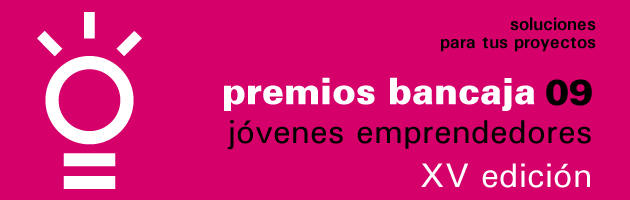 soluciones
para tus proyectos
premios bancaja 09
jóvenes emprendedores
XV edición